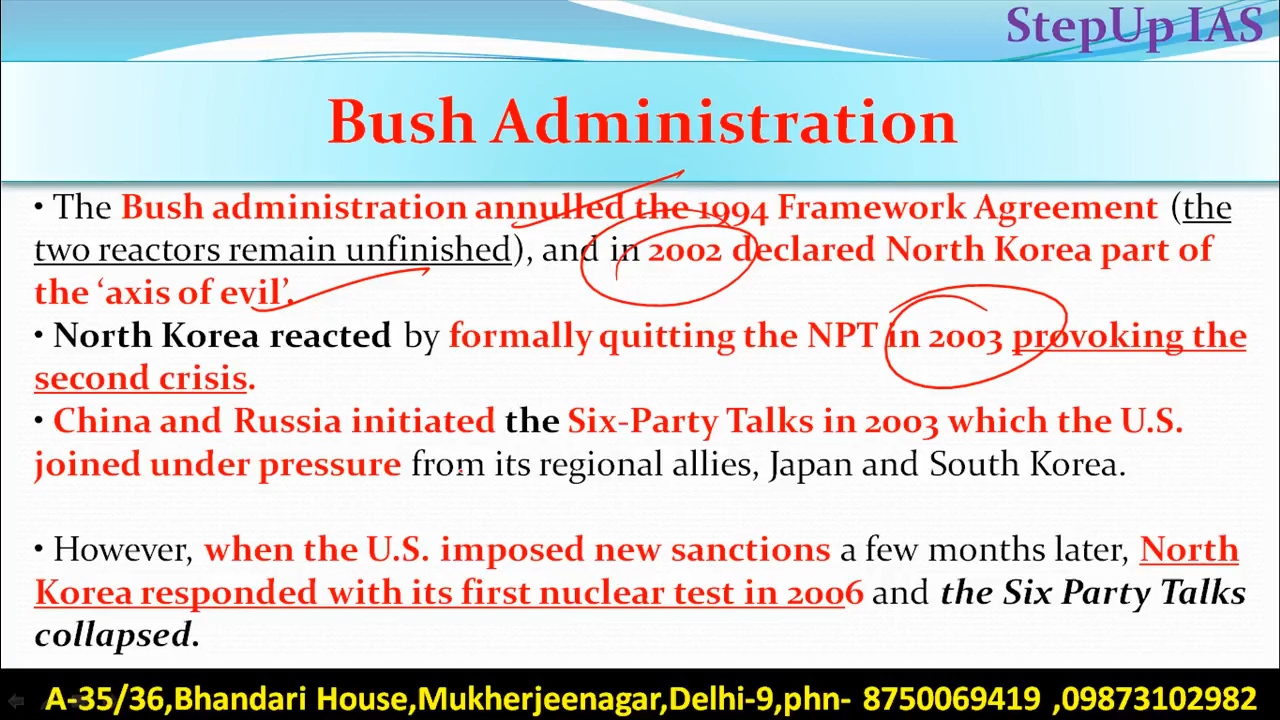 StepUp IAS
Bush Administration
• The Bush administration annulled the 1994 Framework Agreement (the
two reactors remain unfinished), and in 2002 declared North Korea part of
the ‘axis of evil’.
• North Korea reacted by formally quitting the NPT in 2003 provoking the
second crisis.
• China and Russia initiated the Six-Party Talks in 2003 which the U.S.
joined under pressure from its regional allies, Japan and South Korea.
• However, when the U.S. imposed new sanctions a few months later, North
Korea responded with its first nuclear test in 2006 and the Six Party Talks
collapsed.
A-35/36,Bhandari House,Mukherjeenagar,Delhi-9,phn- 8750069419 ,09873102982